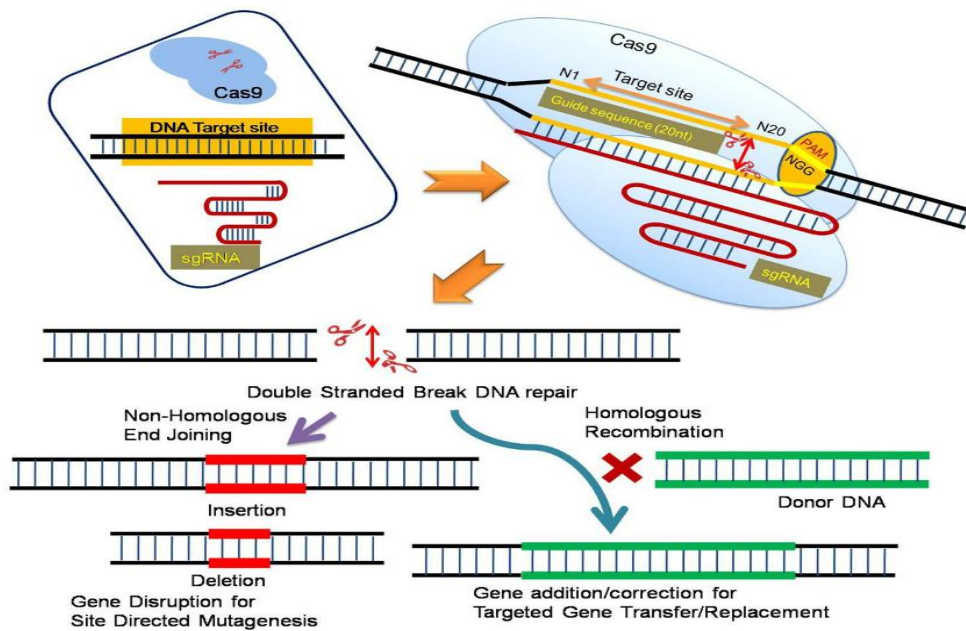 Cas9
DNA Target site
sgRNA
Cas9
N1
Target site
Guide sequence (20nt)
N20
PAM
NGG
sgRNA
Double Stranded Break DNA repair
Non-Homologous
End Joining
Homologous
Recombination
Insertion
Donor DNA
Deletion
Gene Disruption for
Site Directed Mutagenesis
Gene addition/correction for
Targeted Gene Transfer/Replacement